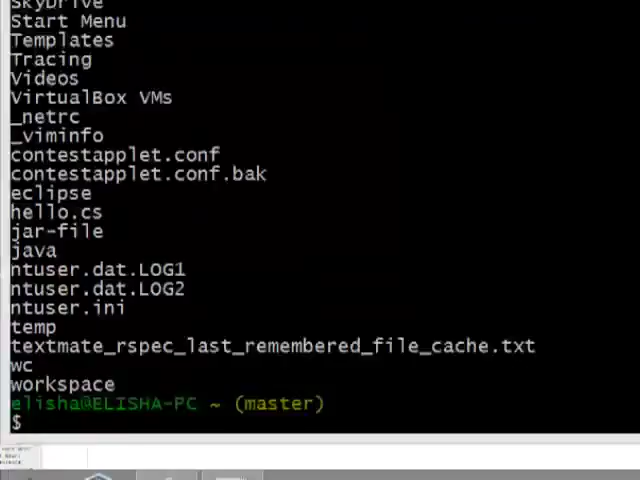 SkyDrive
Start Menu
Templates
Tracing
Videos
VirtualBox VMs
_netrc
_viminfo
contestapplet.conf
contestapplet.conf.bak
eclipse
hello.cs
jar-file
java
ntuser.dat.LOG1
ntuser.dat.LOG2
ntuser.ini
temp
textmate_rspec_last_remembered_file_cache.txt
wc
workspace
elisha@ELISHA-PC ~ (master)
$